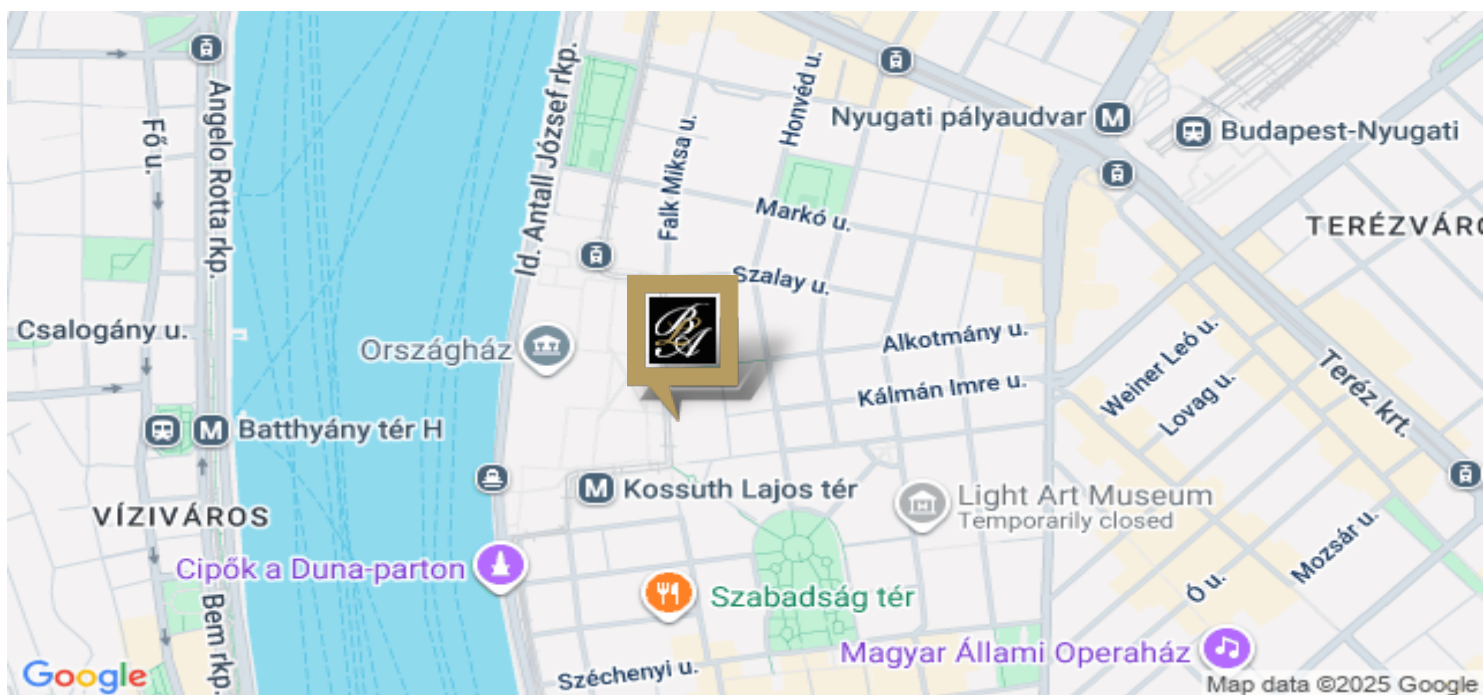 Angelo Rotta rkp.
Fő u.
Id. Antall József rkp.
Falk Miksa u.
Honvéd u.
Nyugati pályaudvar M
Budapest-Nyugati
Markó u.
TERÉZVÁRO
Szalay u.
Csalogány u.
Országház
BLA
Alkotmány u.
Kálmán Imre u.
Weiner Leó u.
Lovag u.
Teréz krt.
M Batthyány tér H
M Kossuth Lajos tér
Light Art Museum
Temporarily closed
VÍZIVÁROS
Cipők a Duna-parton
Szabadság tér
Mozsár u.
Ó u.
Bem rkp.
Széchenyi u.
Magyar Állami Operaház
Google
Map data ©2025 Google